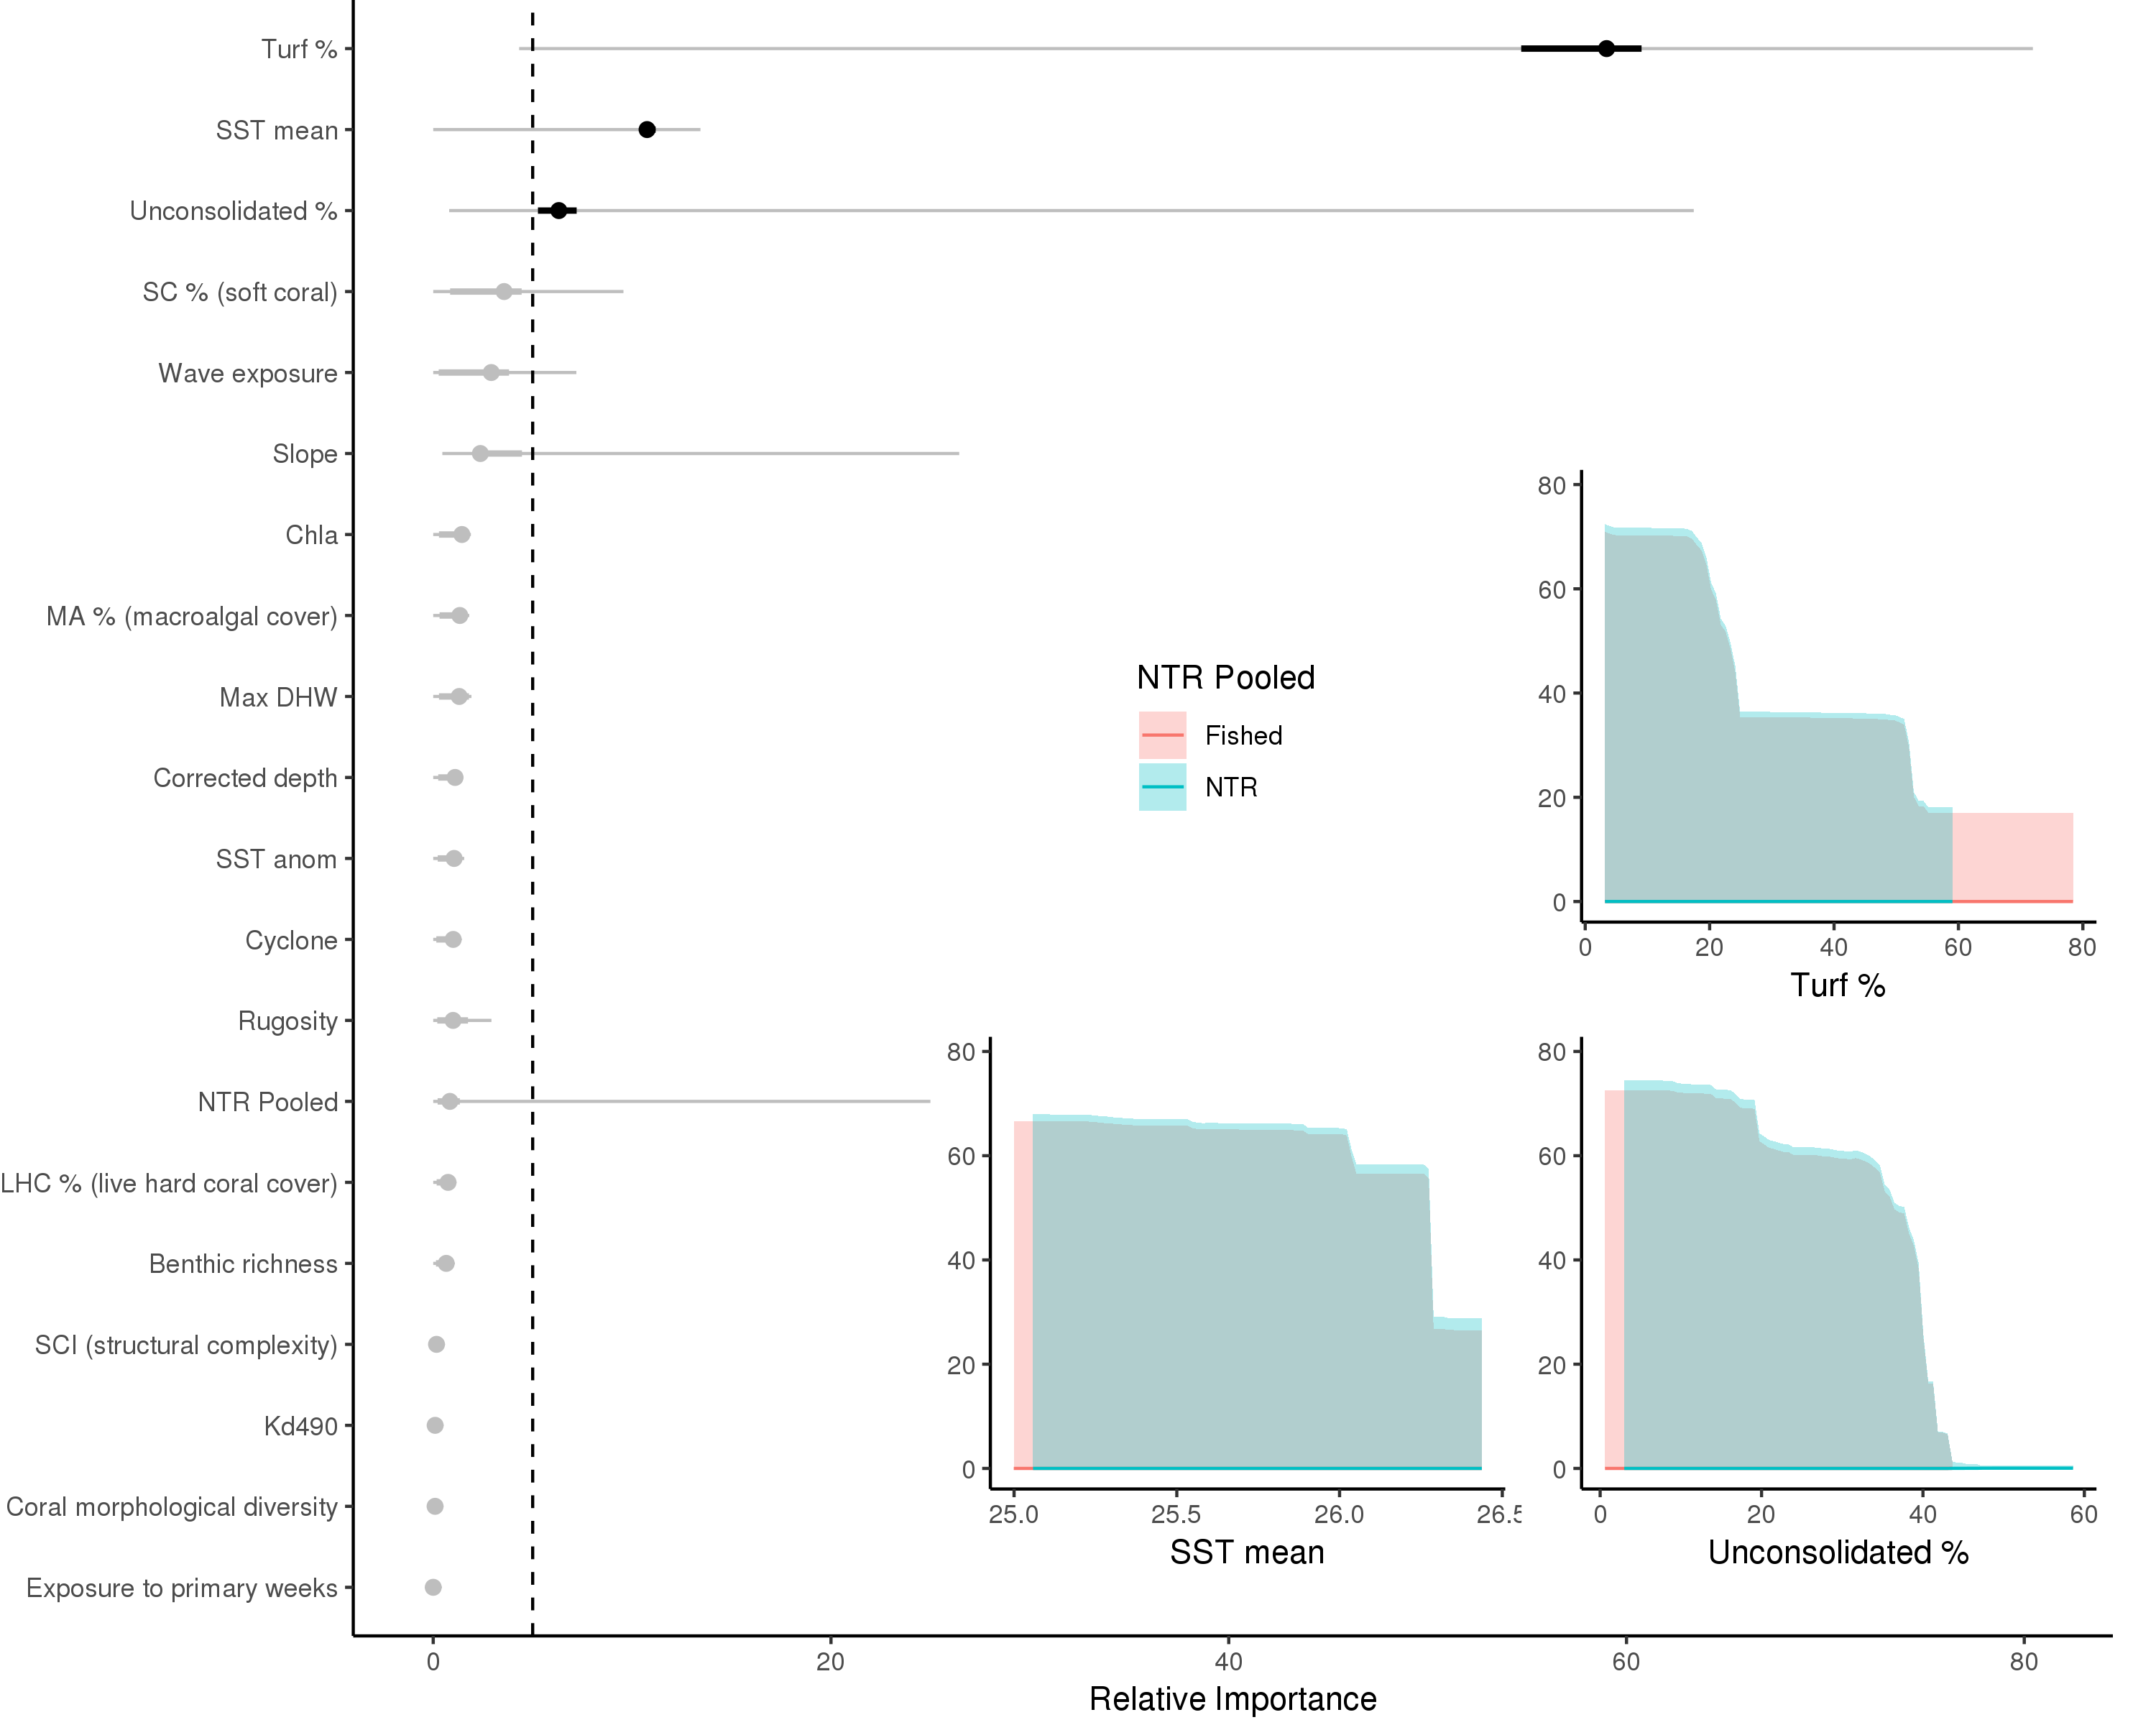 Turf %
SST mean
Unconsolidated %
SC % (soft coral)
Wave exposure
Slope
Chla
MA % (macroalgal cover)
Max DHW
Corrected depth
SST anom
Cyclone
Rugosity
NTR Pooled
LHC % (live hard coral cover)
Benthic richness
SCI (structural complexity)
Kd490
Coral morphological diversity
Exposure to primary weeks
0 20 40 60 80
Relative Importance
NTR Pooled
Fished
NTR
80
60
40
20
0
0 20 40 60 80
Turf %
80
60
40
20
0
25.0 25.5 26.0 26.5
SST mean
80
60
40
20
0
0 20 40 60
Unconsolidated %